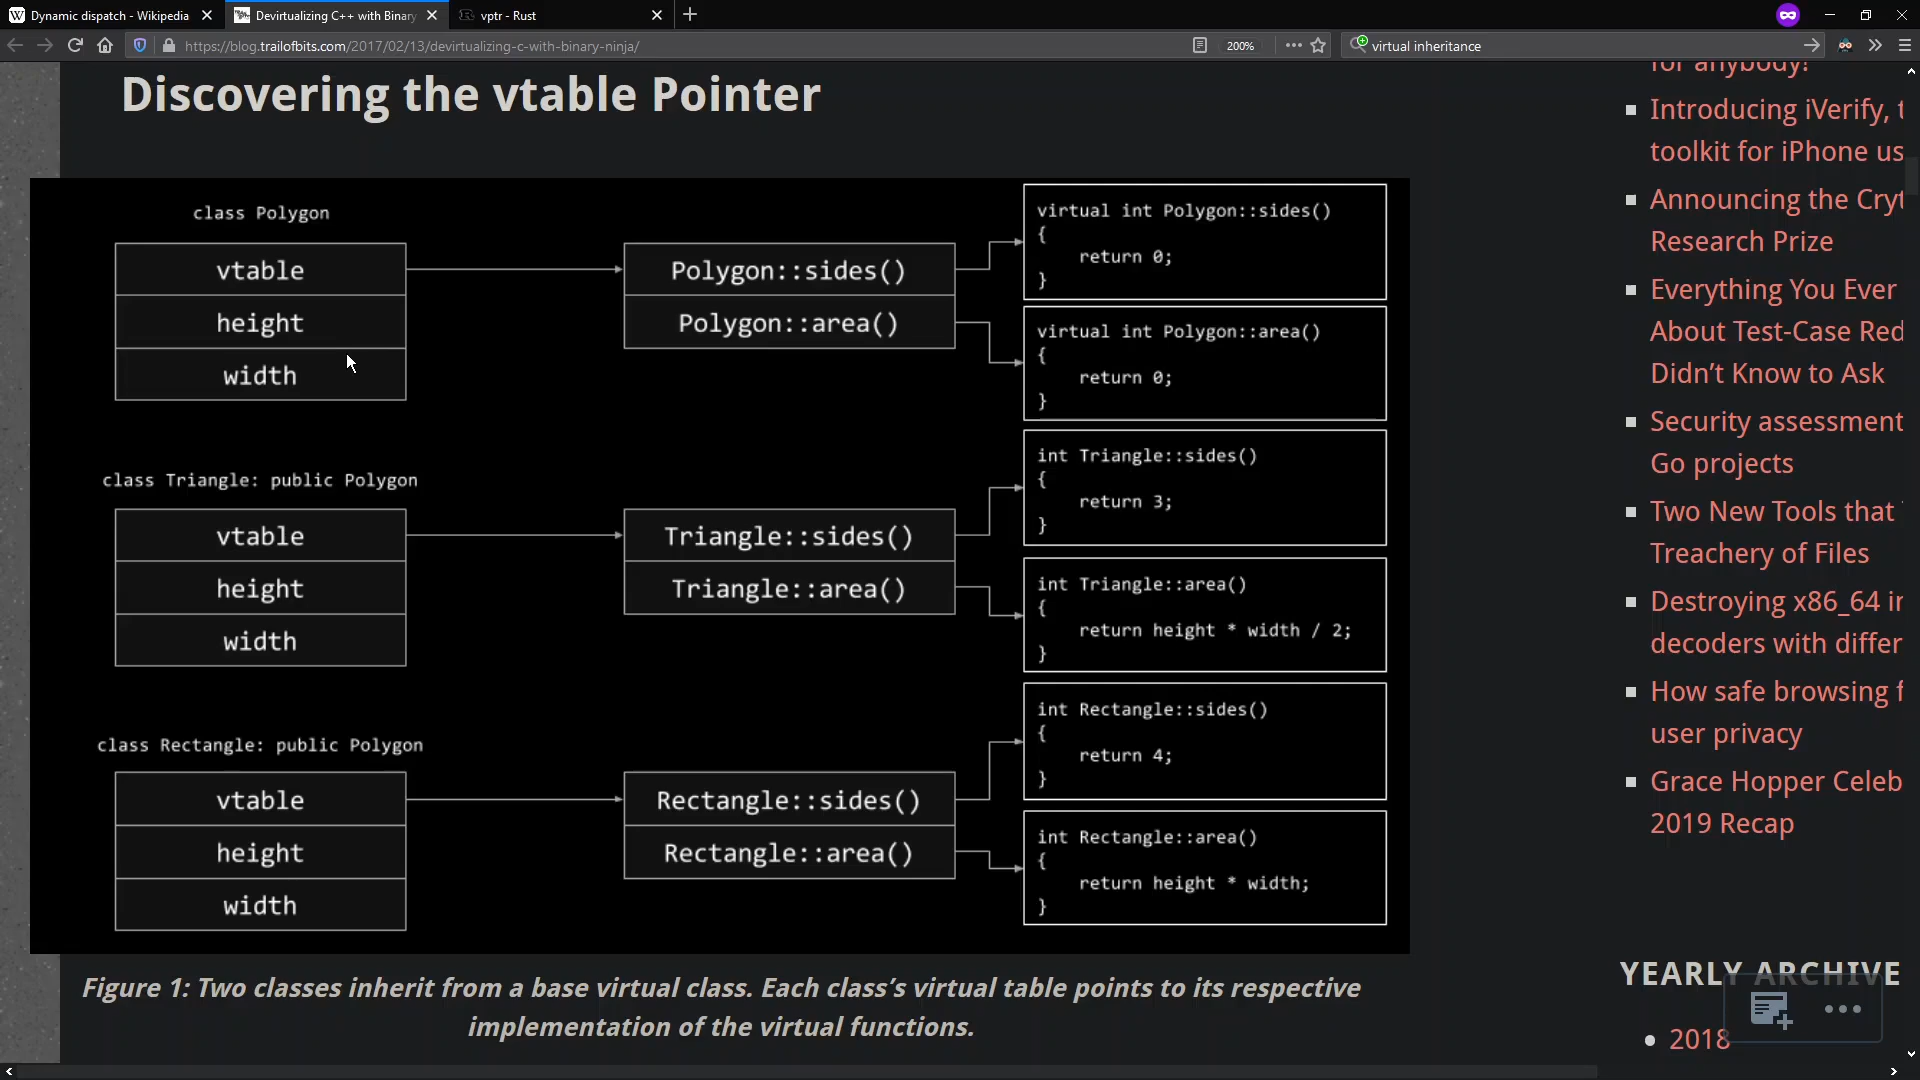 Dynamic dispatch - Wikipedia
Devirtualizing C++ with Binary
vptr - Rust
https://blog.trailofbits.com/2017/02/13/devirtualizing-c-with-binary-ninja/
200%
virtual inheritance
Discovering the vtable Pointer
class Polygon
vtable
height
width
Polygon::sides()
Polygon::area()
virtual int Polygon::sides()
{
return 0;
}
virtual int Polygon::area()
{
return 0;
}
class Triangle: public Polygon
vtable
height
width
Triangle::sides()
Triangle::area()
int Triangle::sides()
{
return 3;
}
int Triangle::area()
{
return height * width / 2;
}
class Rectangle: public Polygon
vtable
height
width
Rectangle::sides()
Rectangle::area()
int Rectangle::sides()
{
return 4;
}
int Rectangle::area()
{
return height * width;
}
Figure 1: Two classes inherit from a base virtual class. Each class’s virtual table points to its respective
implementation of the virtual functions.
for anybody!
Introducing iVerify, t
toolkit for iPhone us
Announcing the Cryt
Research Prize
Everything You Ever
About Test-Case Red
Didn’t Know to Ask
Security assessment
Go projects
Two New Tools that
Treachery of Files
Destroying x86_64 in
decoders with differ
How safe browsing f
user privacy
Grace Hopper Celeb
2019 Recap
YEARLY ARCHIVE
2018